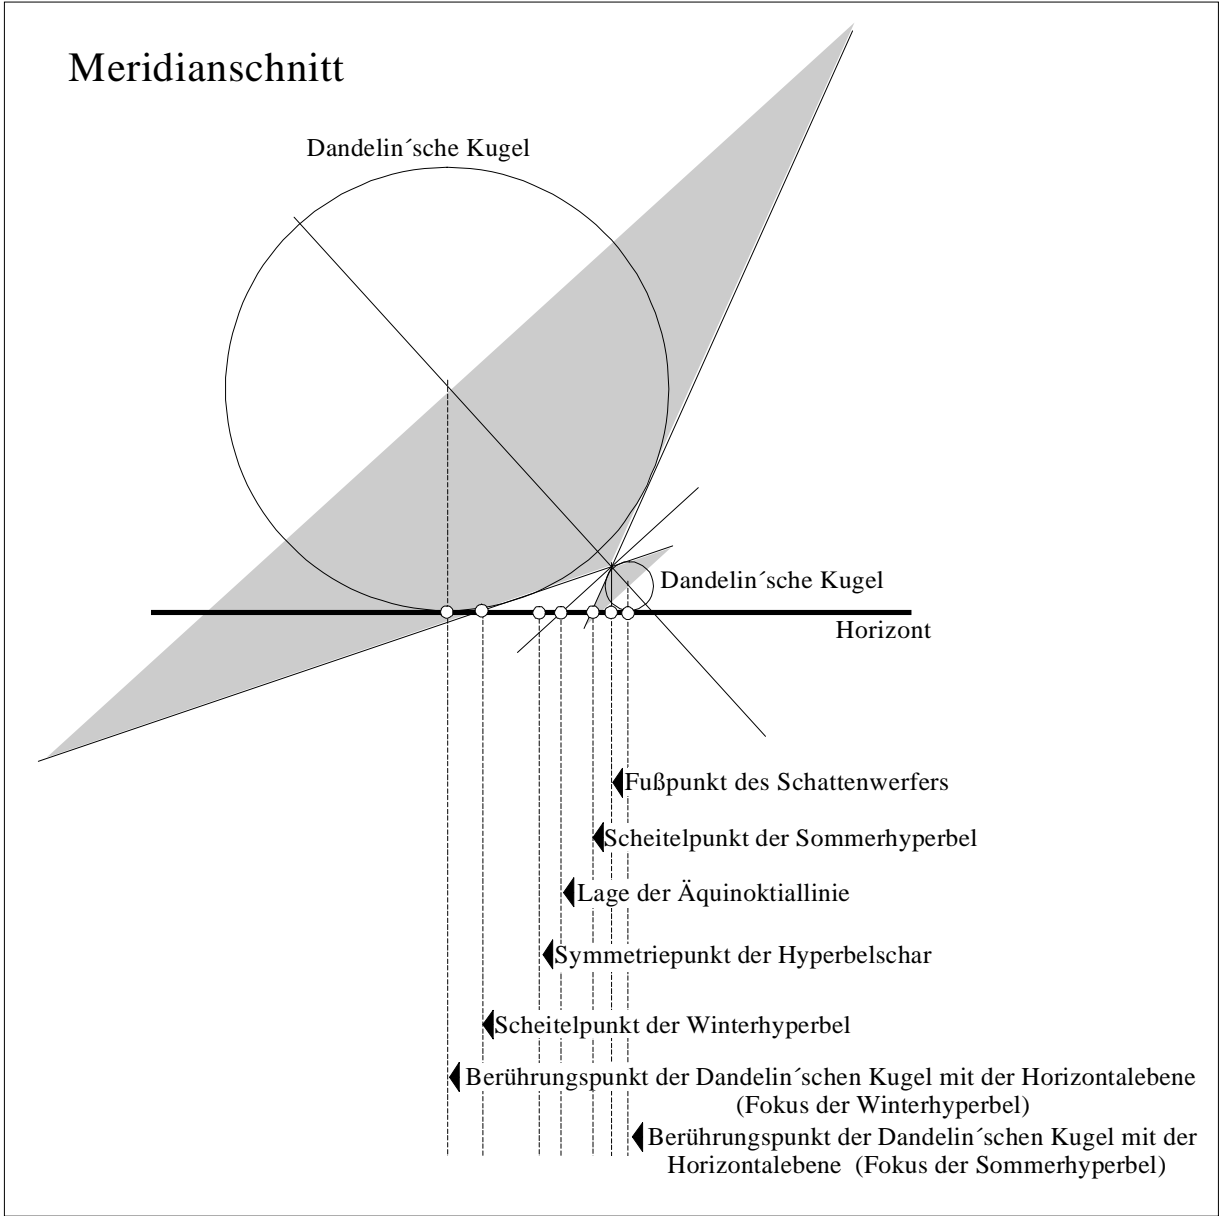 Meridianschnitt
Dandelin´sche Kugel
Dandelin´sche Kugel
Horizont
Fußpunkt des Schattenwerfers
Scheitelpunkt der Sommerhyperbel
Lage der Äquinoktiallinie
Symmetriepunkt der Hyperbelschar
Scheitelpunkt der Winterhyperbel
Berührungspunkt der Dandelin´schen Kugel mit der Horizontalebene
(Fokus der Winterhyperbel)
Berührungspunkt der Dandelin´schen Kugel mit der
Horizontalebene (Fokus der Sommerhyperbel)